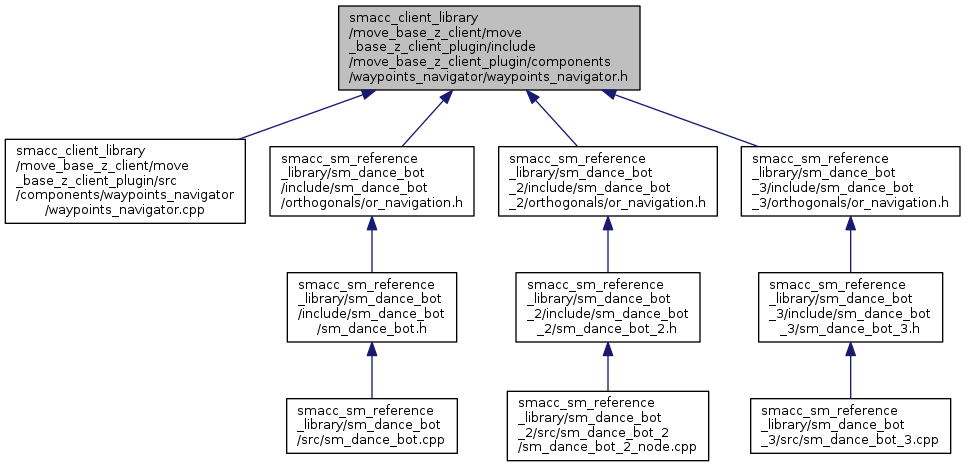 smacc_client_library
/move_base_z_client/move
_base_z_client_plugin/include
/move_base_z_client_plugin/components
/waypoints_navigator/waypoints_navigator.h
smacc_client_library
/move_base_z_client/move
_base_z_client_plugin/src
/components/waypoints_navigator
/waypoints_navigator.cpp
smacc_sm_reference
_library/sm_dance_bot
/include/sm_dance_bot
/orthogonals/or_navigation.h
smacc_sm_reference
_library/sm_dance_bot
_2/include/sm_dance_bot
_2/orthogonals/or_navigation.h
smacc_sm_reference
_library/sm_dance_bot
_3/include/sm_dance_bot
_3/orthogonals/or_navigation.h
smacc_sm_reference
_library/sm_dance_bot
/include/sm_dance_bot
/sm_dance_bot.h
smacc_sm_reference
_library/sm_dance_bot
_2/include/sm_dance_bot
_2/sm_dance_bot_2.h
smacc_sm_reference
_library/sm_dance_bot
_3/include/sm_dance_bot
_3/sm_dance_bot_3.h
smacc_sm_reference
_library/sm_dance_bot
/src/sm_dance_bot.cpp
smacc_sm_reference
_library/sm_dance_bot
_2/src/sm_dance_bot_2
/sm_dance_bot_2_node.cpp
smacc_sm_reference
_library/sm_dance_bot
_3/src/sm_dance_bot_3.cpp